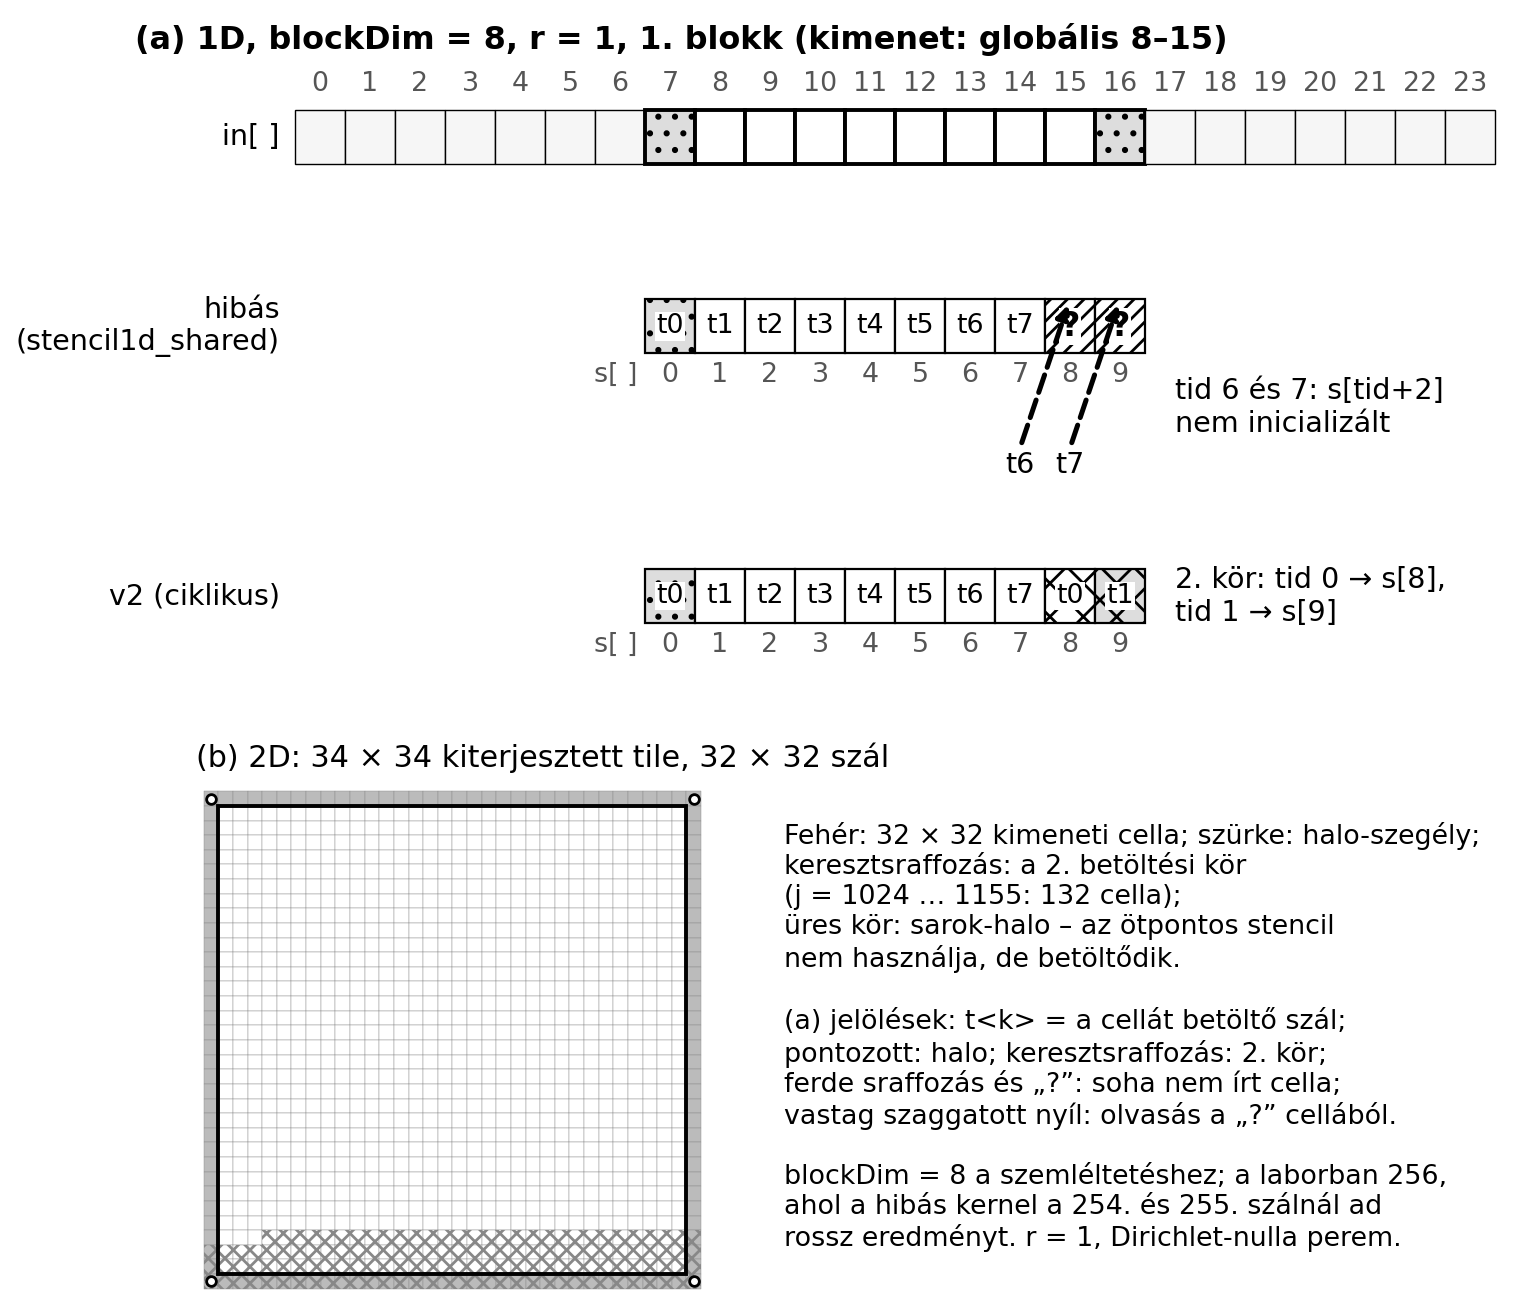 (a) 1D, blockDim = 8, r = 1, 1. blokk (kimenet: globális 8–15)
0 1 2 3 4 5 6 7 8 9 10 11 12 13 14 15 16 17 18 19 20 21 22 23
in[ ]
hibás
(stencil1d_shared)
t0 t1 t2 t3 t4 t5 t6 t7 ? ?
s[ ] 0 1 2 3 4 5 6 7 8 9
tid 6 és 7: s[tid+2]
nem inicializált
t6 t7
v2 (ciklikus)
t0 t1 t2 t3 t4 t5 t6 t7 t0 t1
2. kör: tid 0 → s[8],
tid 1 → s[9]
s[ ] 0 1 2 3 4 5 6 7 8 9
(b) 2D: 34 × 34 kiterjesztett tile, 32 × 32 szál
Fehér: 32 × 32 kimeneti cella; szürke: halo-szegély;
keresztsraffozás: a 2. betöltési kör
(j = 1024 … 1155: 132 cella);
üres kör: sarok-halo – az ötpontos stencil
nem használja, de betöltődik.
(a) jelölések: t<k> = a cellát betöltő szál;
pontozott: halo; keresztsraffozás: 2. kör;
ferde sraffozás és „?”: soha nem írt cella;
vastag szaggatott nyíl: olvasás a „?” cellából.
blockDim = 8 a szemléltetéshez; a laborban 256,
ahol a hibás kernel a 254. és 255. szálnál ad
rossz eredményt. r = 1, Dirichlet-nulla perem.